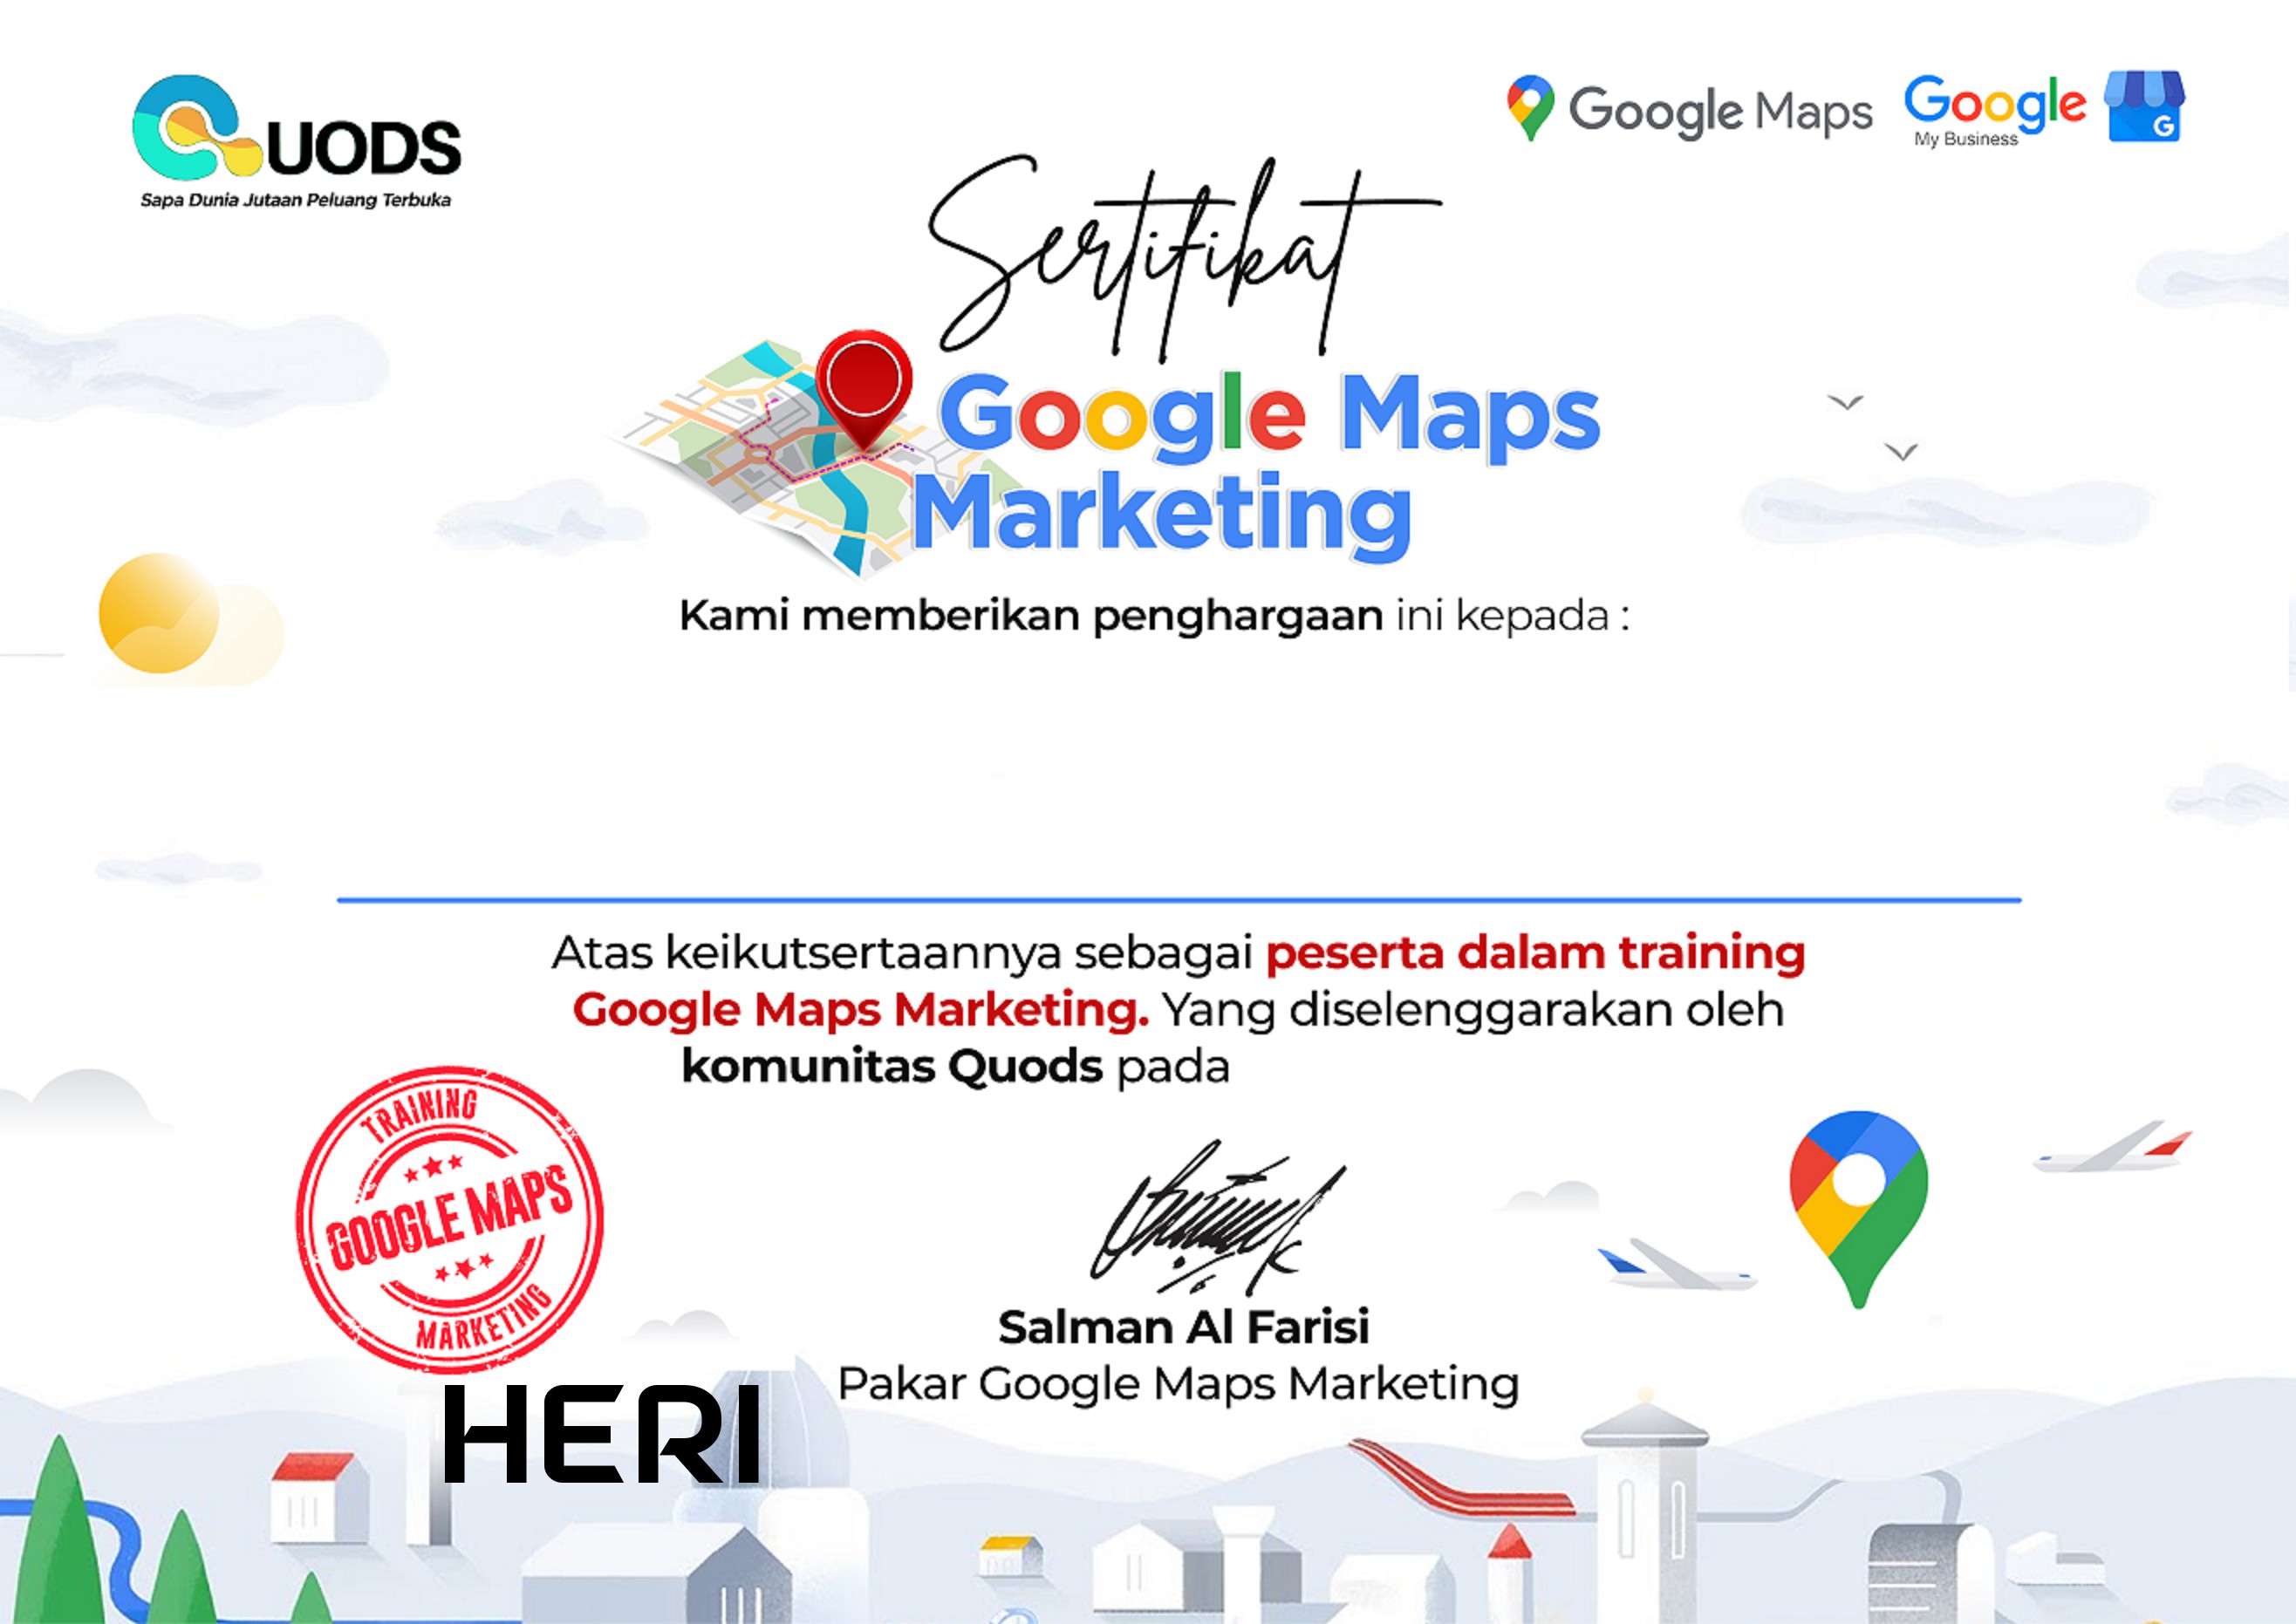 QUODS
Sapa Dunia Jutaan Peluang Terbuka
Google Maps
Google
My Business
G
Sertifikat
Google Maps
Marketing
Kami memberikan penghargaan ini kepada :
Atas keikutsertaannya sebagai peserta dalam training
Google Maps Marketing. Yang diselenggarakan oleh
komunitas Quods pada
TRAINING
GOOGLE MAPS
MARKETING
Salman Al Farisi
Pakar Google Maps Marketing
HERI